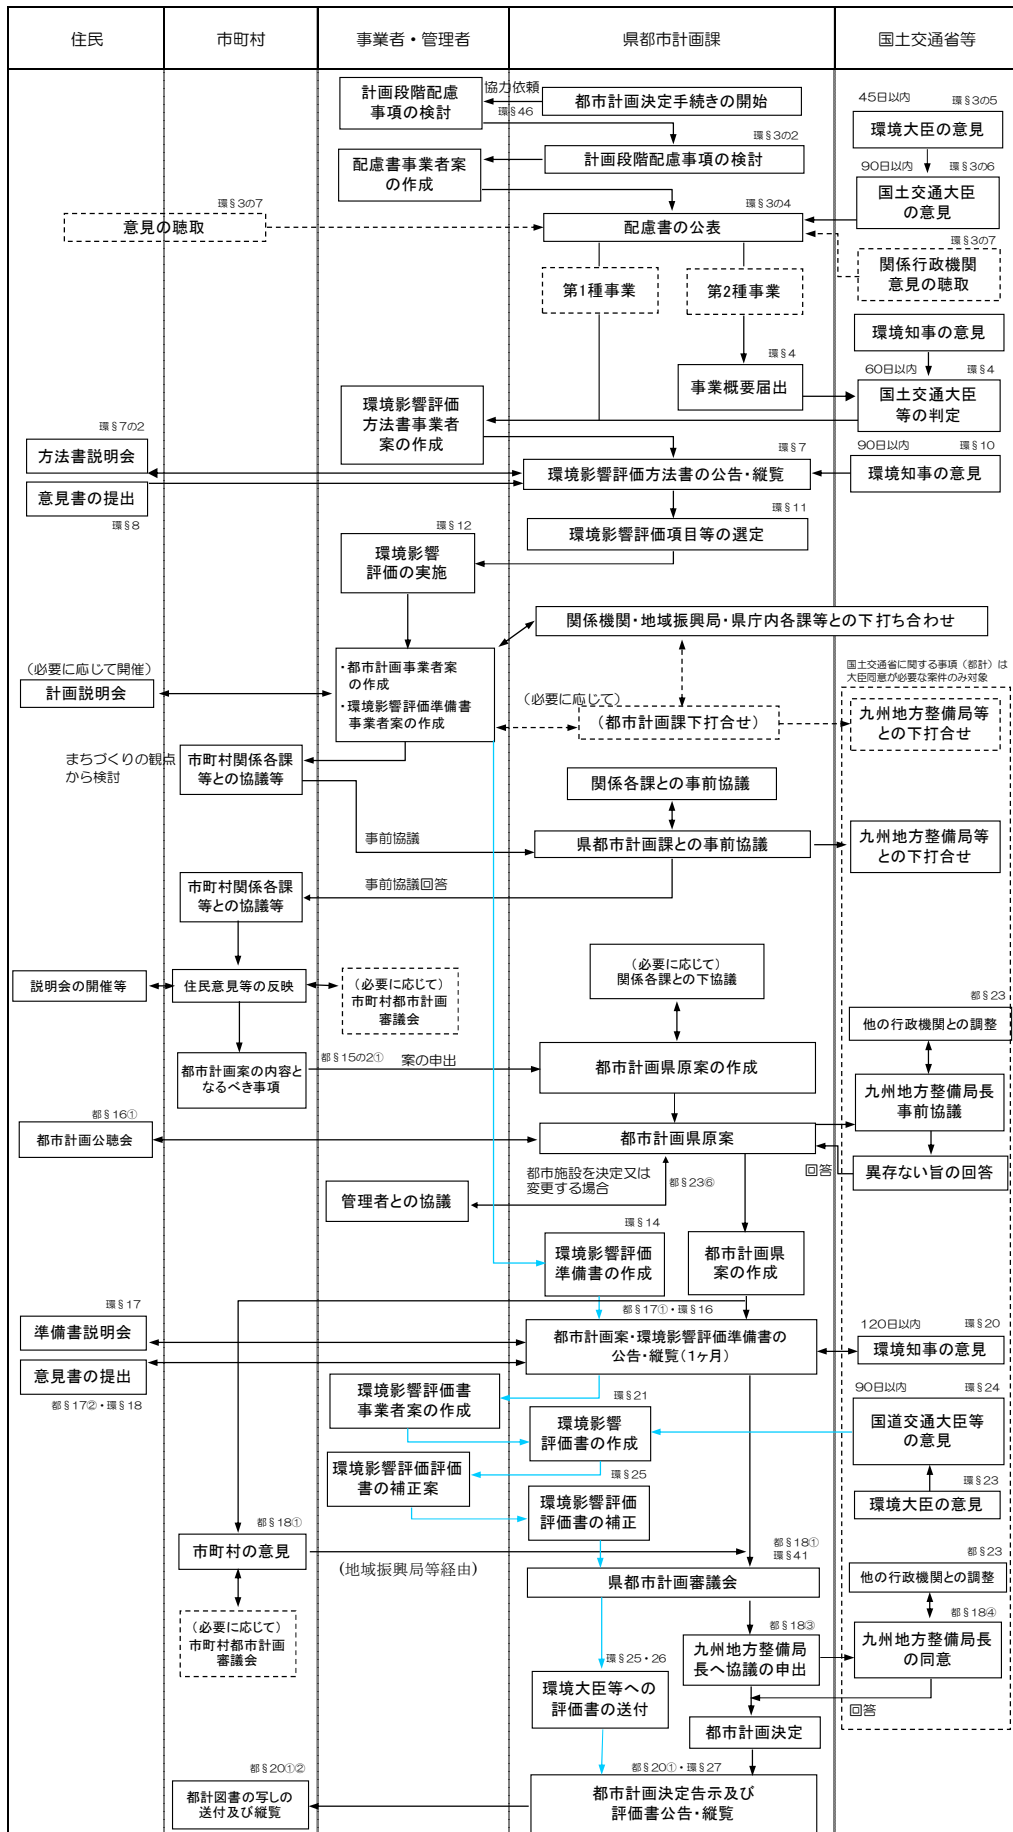 住民
市町村
事業者・管理者
県都市計画課
国土交通省等
計画段階配慮
事項の検討
協力依頼
環§46
都市計画決定手続きの開始
45日以内
環§3の5
環境大臣の意見
環§3の2
計画段階配慮事項の検討
配慮書事業者案
の作成
90日以内
環§3の6
国土交通大臣
の意見
環§3の7
意見の聴取
環§3の4
配慮書の公表
環§3の7
関係行政機関
意見の聴取
第1種事業
第2種事業
環境知事の意見
環§4
事業概要届出
60日以内
環§4
国土交通大臣
等の判定
環境影響評価
方法書事業者
案の作成
環§7の2
方法書説明会
環§7
環境影響評価方法書の公告・縦覧
90日以内
環§10
環境知事の意見
意見書の提出
環§8
環§11
環境影響評価項目等の選定
環§12
環境影響
評価の実施
関係機関・地域振興局・県庁内各課等との下打ち合わせ
(必要に応じて開催)
計画説明会
・都市計画事業者案
の作成
・環境影響評価準備書
事業者案の作成
国土交通省に関する事項(都計)は
大臣同意が必要な案件のみ対象
(必要に応じて)
(都市計画課下打合せ)
九州地方整備局等
との下打合せ
まちづくりの観点
から検討
市町村関係各課
等との協議等
関係各課との事前協議
事前協議
県都市計画課との事前協議
九州地方整備局等
との下打合せ
事前協議回答
市町村関係各課
等との協議等
(必要に応じて)
関係各課との下協議
説明会の開催等
住民意見等の反映
(必要に応じて)
市町村都市計画
審議会
都§23
他の行政機関との調整
都市計画案の内容と
なるべき事項
都§15の2①
案の申出
都市計画県原案の作成
九州地方整備局長
事前協議
都§16①
都市計画公聴会
都市計画県原案
回答
異存ない旨の回答
都市施設を決定又は
変更する場合
都§23⑥
管理者との協議
環§14
環境影響評価
準備書の作成
都市計画県
案の作成
環§17
準備書説明会
都§17①・環§16
都市計画案・環境影響評価準備書の
公告・縦覧(1ヶ月)
120日以内
環§20
環境知事の意見
意見書の提出
都§17②・環§18
環境影響評価書
事業者案の作成
環§21
環境影響
評価書の作成
90日以内
環§24
国道交通大臣等
の意見
環境影響評価評価
書の補正案
環§25
環境影響評価
評価書の補正
環§23
環境大臣の意見
都§18①
市町村の意見
(地域振興局等経由)
都§18①
環§41
県都市計画審議会
都§23
他の行政機関との調整
(必要に応じて)
市町村都市計画
審議会
都§18③
九州地方整備局
長へ協議の申出
都§18④
九州地方整備局長
の同意
環§25・26
環境大臣等への
評価書の送付
回答
都市計画決定
都§20①②
都計図書の写しの
送付及び縦覧
都§20①・環§27
都市計画決定告示及び
評価書公告・縦覧